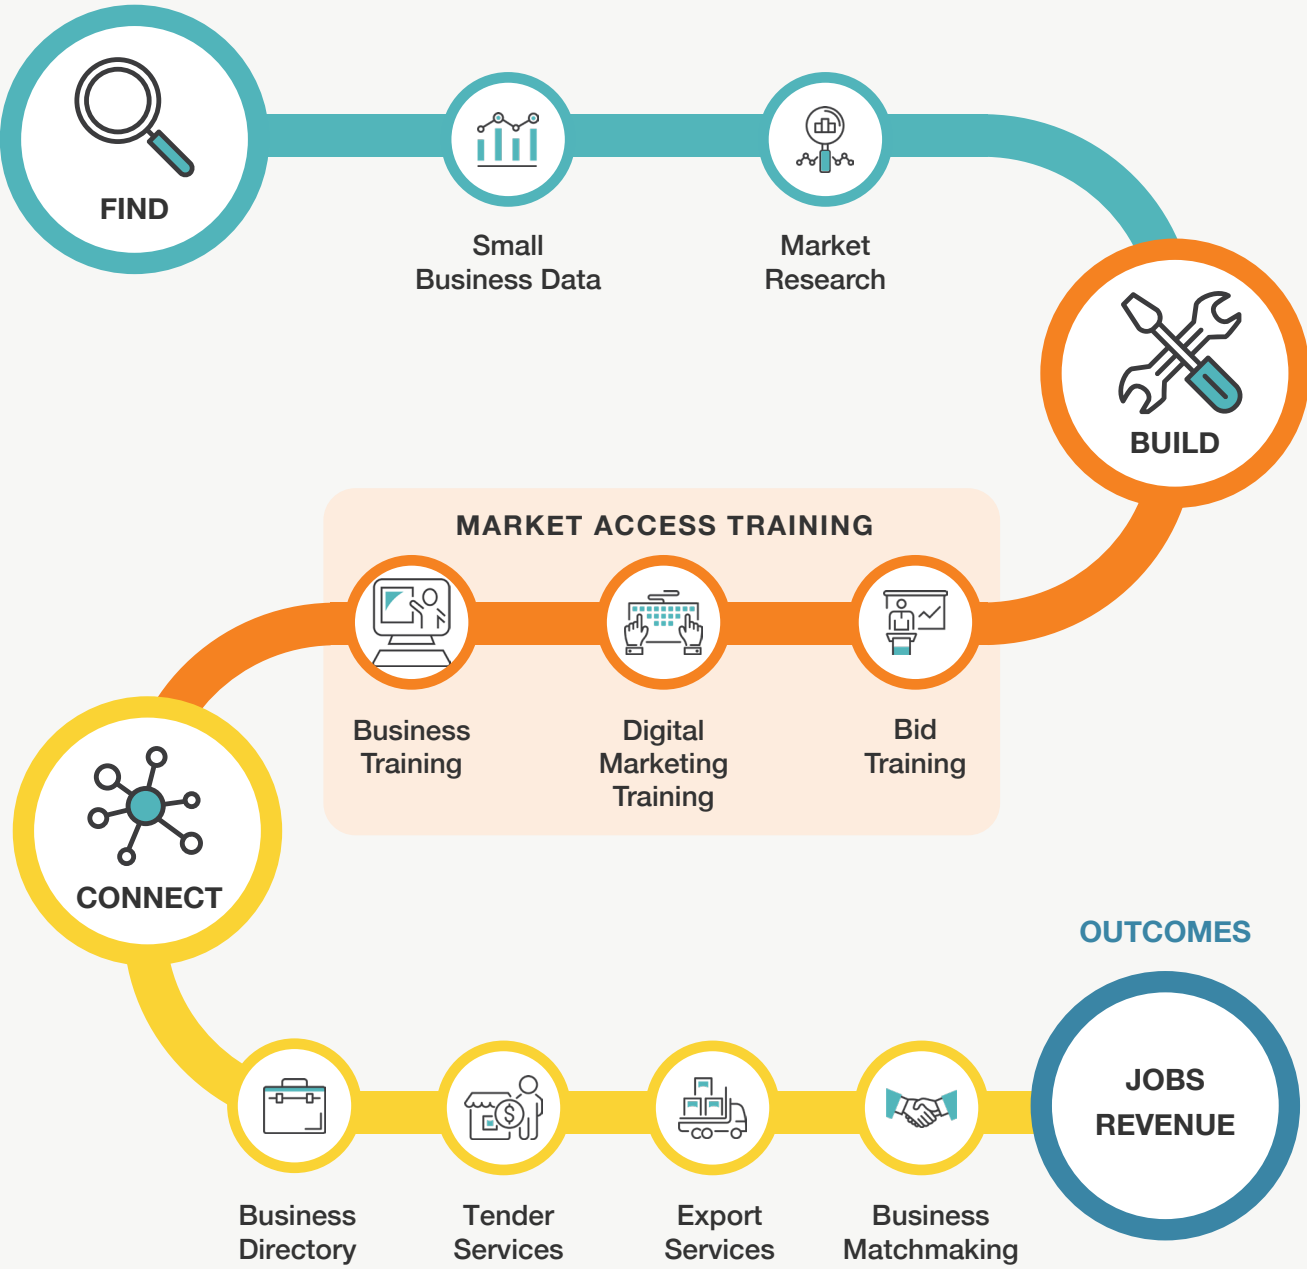 FIND
Small
Business Data
Market
Research
BUILD
MARKET ACCESS TRAINING
Business
Training
Digital
Marketing
Training
Bid
Training
CONNECT
OUTCOMES
JOBS
REVENUE
$
Business
Directory
Tender
Services
Export
Services
Business
Matchmaking